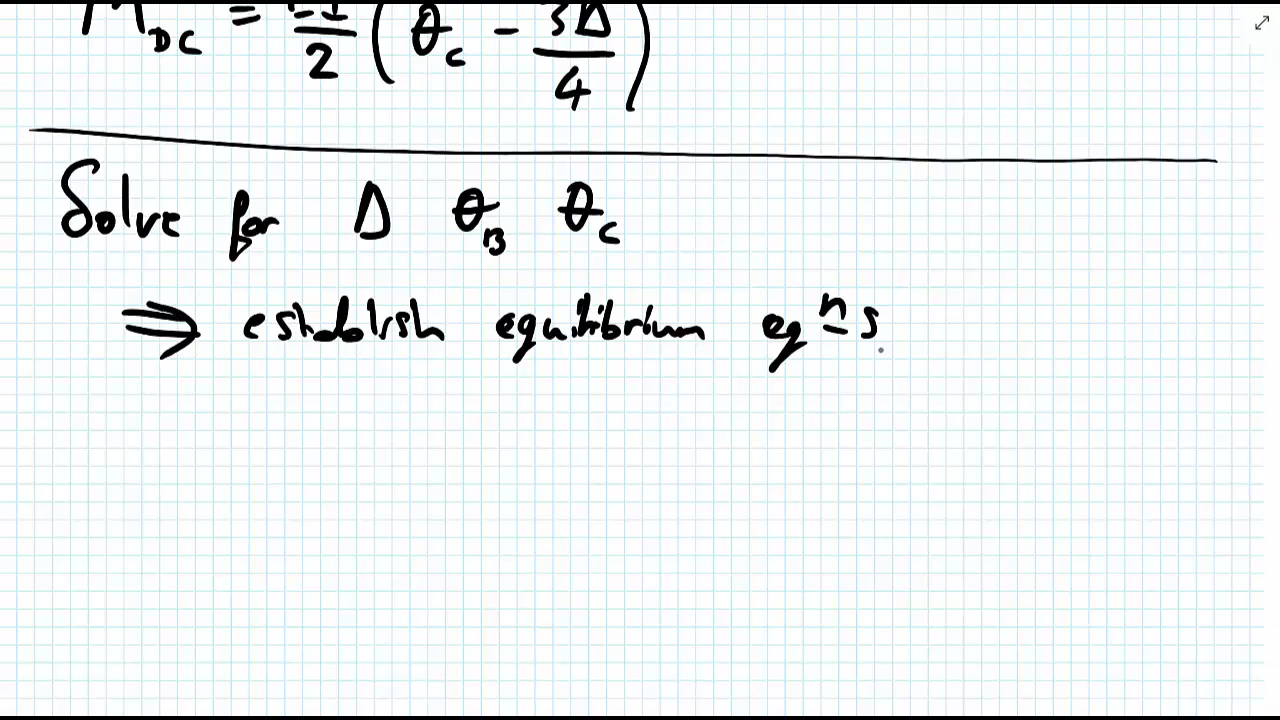 M_DC = EI/2 (θ_C - 3Δ/4)
Solve for Δ θ_B θ_C
⇒ establish equilibrium eqⁿs